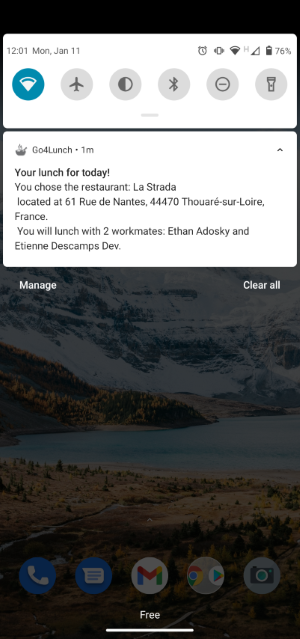 12:01 Mon, Jan 11
H
76%
Go4Lunch • 1m
Your lunch for today!
You chose the restaurant: La Strada
located at 61 Rue de Nantes, 44470 Thouaré-sur-Loire,
France.
You will lunch with 2 workmates: Ethan Adosky and
Etienne Descamps Dev.
Manage
Clear all
Free